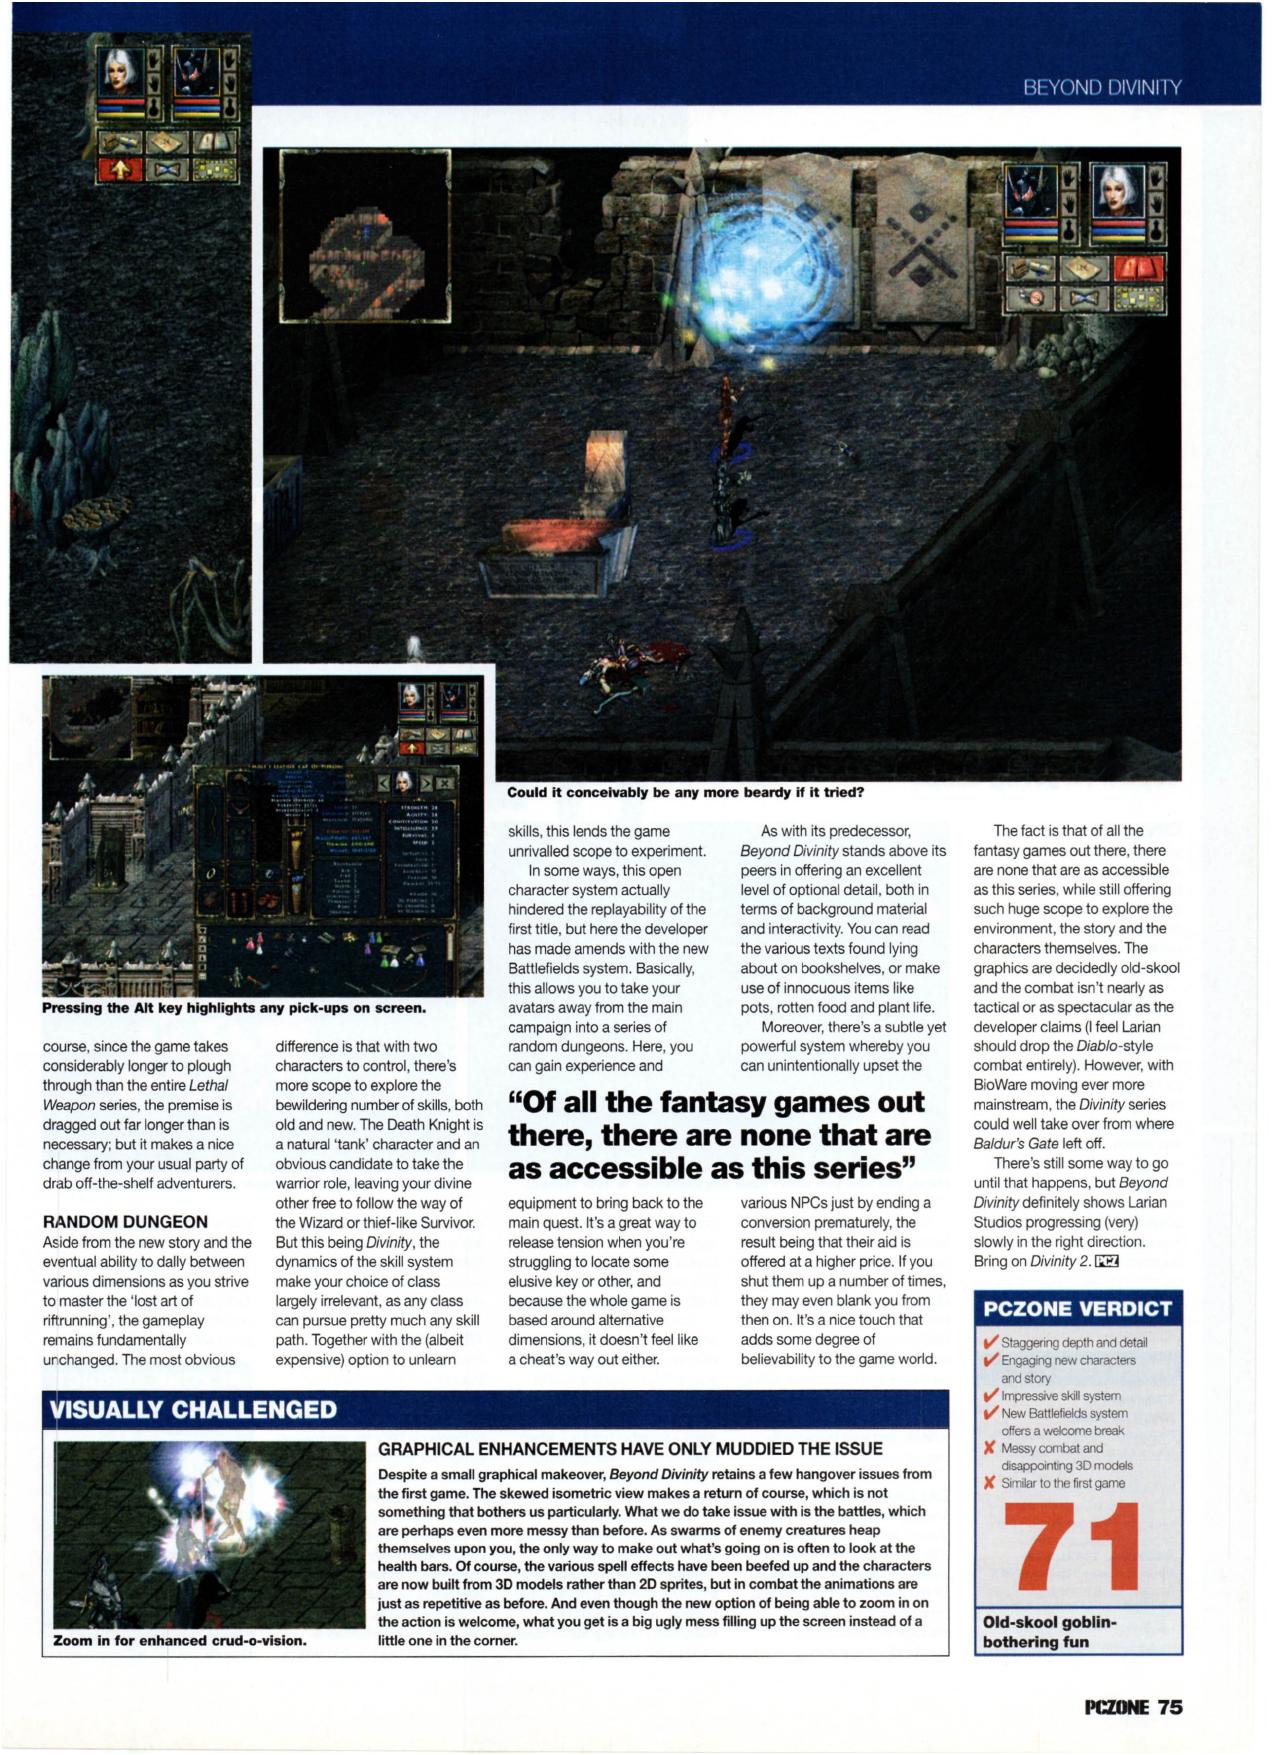 BEYOND DIVINITY
Could it conceivably be any more beardy if it tried?
Pressing the Alt key highlights any pick-ups on screen.
course, since the game takes
considerably longer to plough
through than the entire Lethal
Weapon series, the premise is
dragged out far longer than is
necessary; but it makes a nice
change from your usual party of
drab off-the-shelf adventurers.
RANDOM DUNGEON
Aside from the new story and the
eventual ability to dally between
various dimensions as you strive
to master the 'lost art of
riftrunning', the gameplay
remains fundamentally
unchanged. The most obvious
difference is that with two
characters to control, there's
more scope to explore the
bewildering number of skills, both
old and new. The Death Knight is
a natural 'tank' character and an
obvious candidate to take the
warrior role, leaving your divine
other free to follow the way of
the Wizard or thief-like Survivor.
But this being Divinity, the
dynamics of the skill system
make your choice of class
largely irrelevant, as any class
can pursue pretty much any skill
path. Together with the (albeit
expensive) option to unlearn
skills, this lends the game
unrivalled scope to experiment.
In some ways, this open
character system actually
hindered the replayability of the
first title, but here the developer
has made amends with the new
Battlefields system. Basically,
this allows you to take your
avatars away from the main
campaign into a series of
random dungeons. Here, you
can gain experience and
equipment to bring back to the
main quest. It's a great way to
release tension when you're
struggling to locate some
elusive key or other, and
because the whole game is
based around alternative
dimensions, it doesn't feel like
a cheat's way out either.
As with its predecessor,
Beyond Divinity stands above its
peers in offering an excellent
level of optional detail, both in
terms of background material
and interactivity. You can read
the various texts found lying
about on bookshelves, or make
use of innocuous items like
pots, rotten food and plant life.
Moreover, there's a subtle yet
powerful system whereby you
can unintentionally upset the
various NPCs just by ending a
conversion prematurely, the
result being that their aid is
offered at a higher price. If you
shut them up a number of times,
they may even blank you from
then on. It's a nice touch that
adds some degree of
believability to the game world.
"Of all the fantasy games out
there, there are none that are
as accessible as this series"
The fact is that of all the
fantasy games out there, there
are none that are as accessible
as this series, while still offering
such huge scope to explore the
environment, the story and the
characters themselves. The
graphics are decidedly old-skool
and the combat isn't nearly as
tactical or as spectacular as the
developer claims (I feel Larian
should drop the Diablo-style
combat entirely). However, with
BioWare moving ever more
mainstream, the Divinity series
could well take over from where
Baldur's Gate left off.
There's still some way to go
until that happens, but Beyond
Divinity definitely shows Larian
Studios progressing (very)
slowly in the right direction.
Bring on Divinity 2. PCZ
VISUALLY CHALLENGED
GRAPHICAL ENHANCEMENTS HAVE ONLY MUDDIED THE ISSUE
Despite a small graphical makeover, Beyond Divinity retains a few hangover issues from
the first game. The skewed isometric view makes a return of course, which is not
something that bothers us particularly. What we do take issue with is the battles, which
are perhaps even more messy than before. As swarms of enemy creatures heap
themselves upon you, the only way to make out what's going on is often to look at the
health bars. Of course, the various spell effects have been beefed up and the characters
are now built from 3D models rather than 2D sprites, but in combat the animations are
just as repetitive as before. And even though the new option of being able to zoom in on
the action is welcome, what you get is a big ugly mess filling up the screen instead of a
little one in the corner.
Zoom in for enhanced crud-o-vision.
PCZONE VERDICT
✓ Staggering depth and detail
✓ Engaging new characters
and story
✓ Impressive skill system
✓ New Battlefields system
offers a welcome break
✗ Messy combat and
disappointing 3D models
✗ Similar to the first game
71
Old-skool goblin-
bothering fun
PCZONE 75